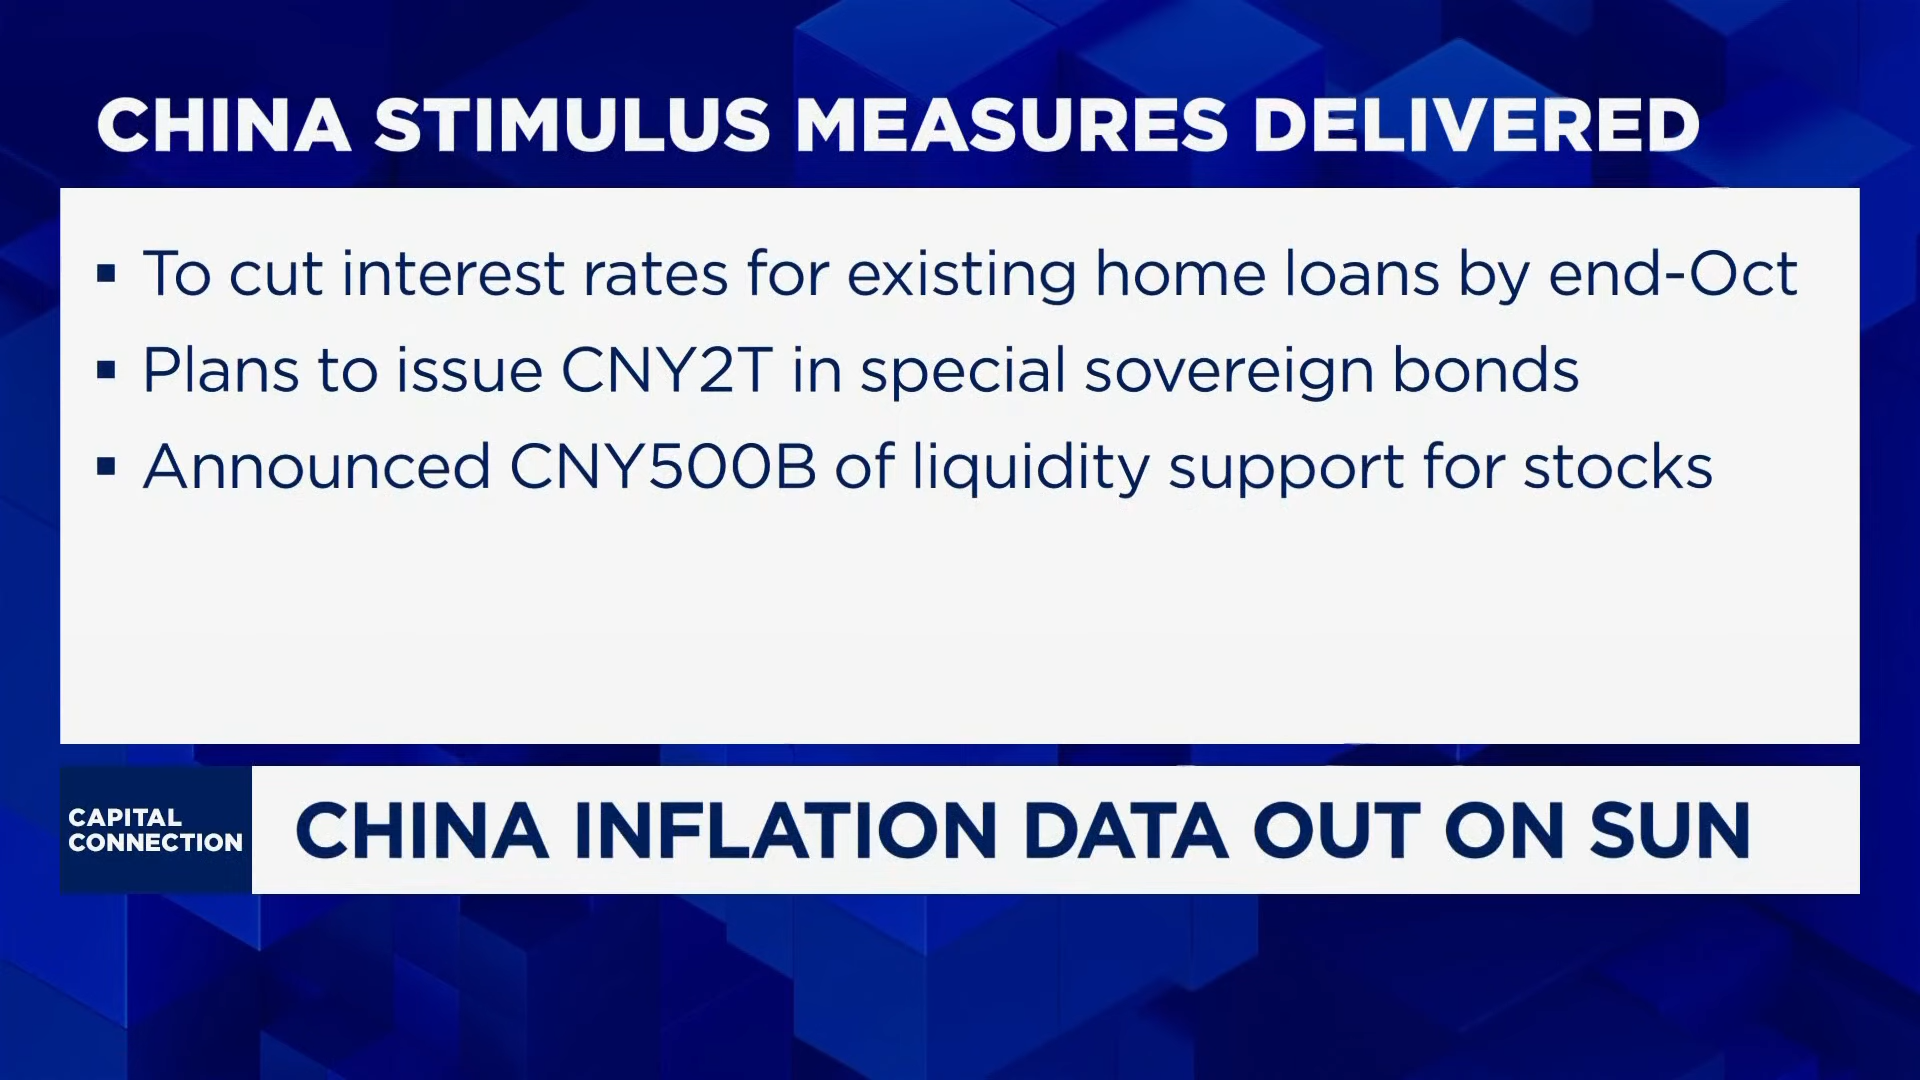 CHINA STIMULUS MEASURES DELIVERED
▪ To cut interest rates for existing home loans by end-Oct
▪ Plans to issue CNY2T in special sovereign bonds
▪ Announced CNY500B of liquidity support for stocks
CAPITAL
CONNECTION
CHINA INFLATION DATA OUT ON SUN